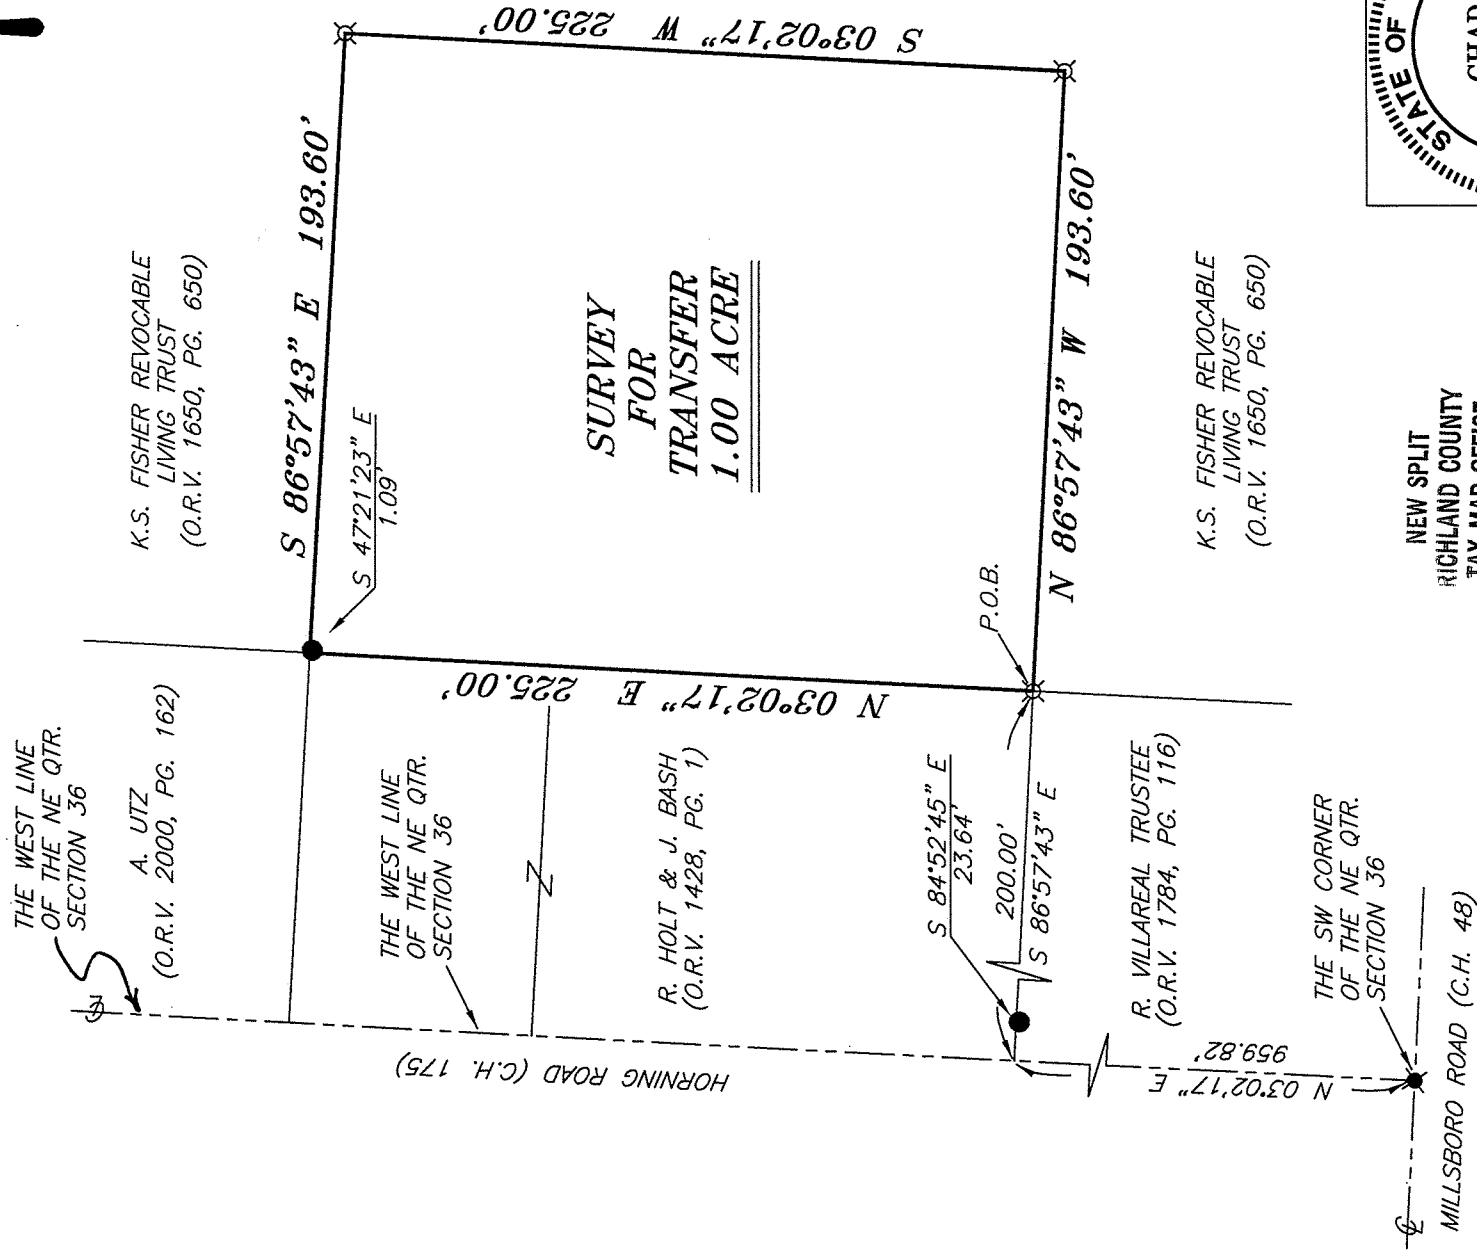 THE WEST LINE
OF THE NE QTR.
SECTION 36
A. UTZ
(O.R.V. 2000, PG. 162)
K.S. FISHER REVOCABLE
LIVING TRUST
(O.R.V. 1650, PG. 650)
S 86°57'43" E 193.60'
S 47°21'23" E
1.09'
S 03°02'17" W 225.00'
SURVEY
FOR
TRANSFER
1.00 ACRE
N 03°02'17" E 225.00'
THE WEST LINE
OF THE NE QTR.
SECTION 36
HORNING ROAD (C.H. 175)
R. HOLT & J. BASH
(O.R.V. 1428, PG. 1)
S 84°52'45" E
23.64'
200.00'
S 86°57'43" E
P.O.B.
N 86°57'43" W 193.60'
R. VILLAREAL TRUSTEE
(O.R.V. 1784, PG. 116)
K.S. FISHER REVOCABLE
LIVING TRUST
(O.R.V. 1650, PG. 650)
959.82'
N 03°02'17" E
THE SW CORNER
OF THE NE QTR.
SECTION 36
MILLSBORO ROAD (C.H. 48)
NEW SPLIT
RICHLAND COUNTY
TAX MAP OFFICE
STATE OF